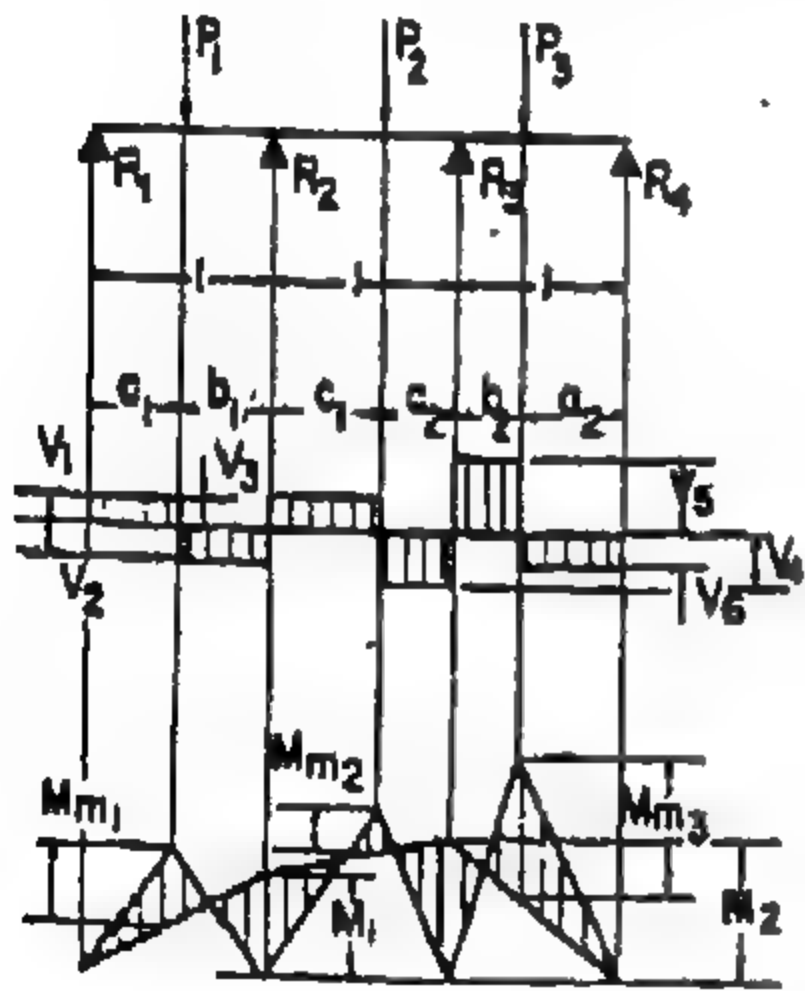 P₁ P₂ P₃
R₁ R₂ R₃ R₄
l l l
a₁ b₁ c₁ c₂ b₂ a₂
V₁ V₃ V₅
V₂ V₆ V₄
Mm₂
Mm₁ Mm₃
M₁ M₂